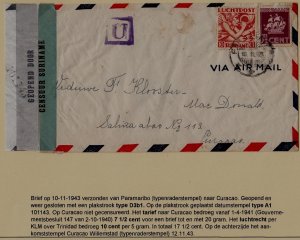 GEOPEND DOOR
CENSUUR SURINAME
U
LUCHTPOST
CENT
VIA AIR MAIL
Veduwe F. Klooster
Mac Donald
113
Curaçao
Brief op 10-11-1943 verzonden van Paramaribo (typenraderstempel) naar Curacao. Geopend en
weer gesloten met een plakstrook type D3b1. Op de plakstrook geplaatst datumstempel type A1
101143. Op Curacao niet gecensureerd. Het tarief naar Curacao bedroeg vanaf 1-4-1941 (Gouverne-
mentsbesluit 147 van 2-10-1940) 7 1/2 cent voor een brief tot en met 20 gram. Het luchtrecht per
KLM over Trinidad bedroeg 10 cent per 5 gram. In totaal 17 1/2 cent. Op de achterzijde het aan-
komststempel Curacao Willemstad (typenraderstempel) 12.11.43.